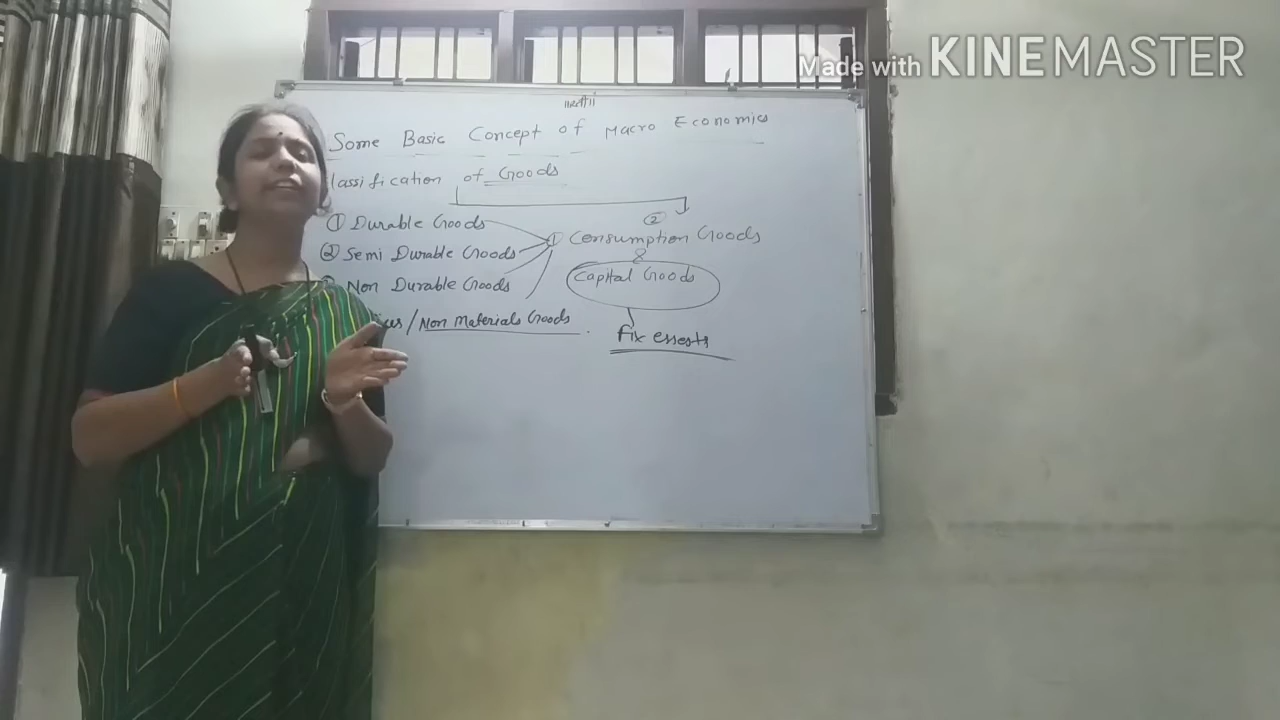 Made with KINEMASTER
Some Basic Concept of Macro Economics
lassification of Goods
① Durable Goods
② Semi Durable Goods
Non Durable Goods
/ Non Materials Goods
②
① Consumption Goods
&
Capital Goods
Fix essests